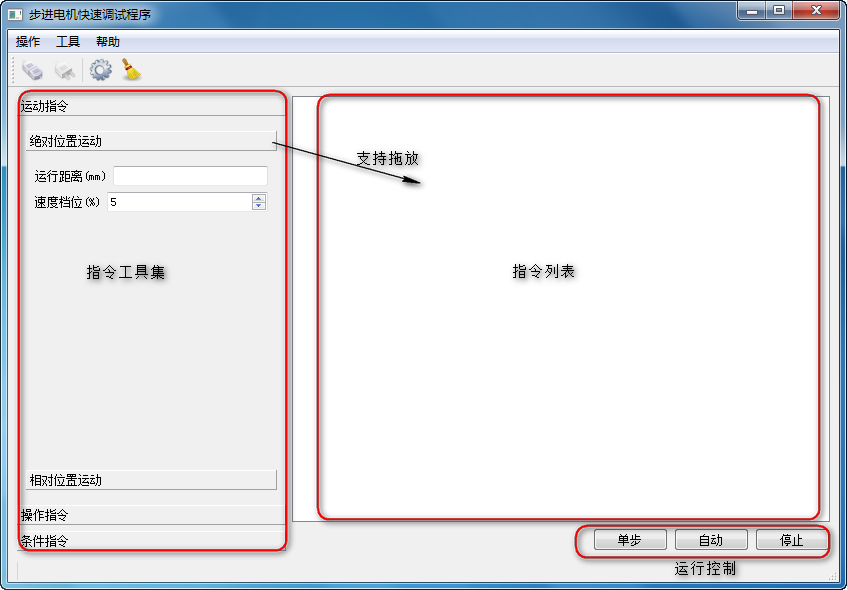 步进电机快速调试程序
操作 工具 帮助
运动指令
绝对位置运动
支持拖放
运行距离(mm)
速度档位(%) 5
指令工具集
指令列表
相对位置运动
操作指令
条件指令
单步 自动 停止
运行控制